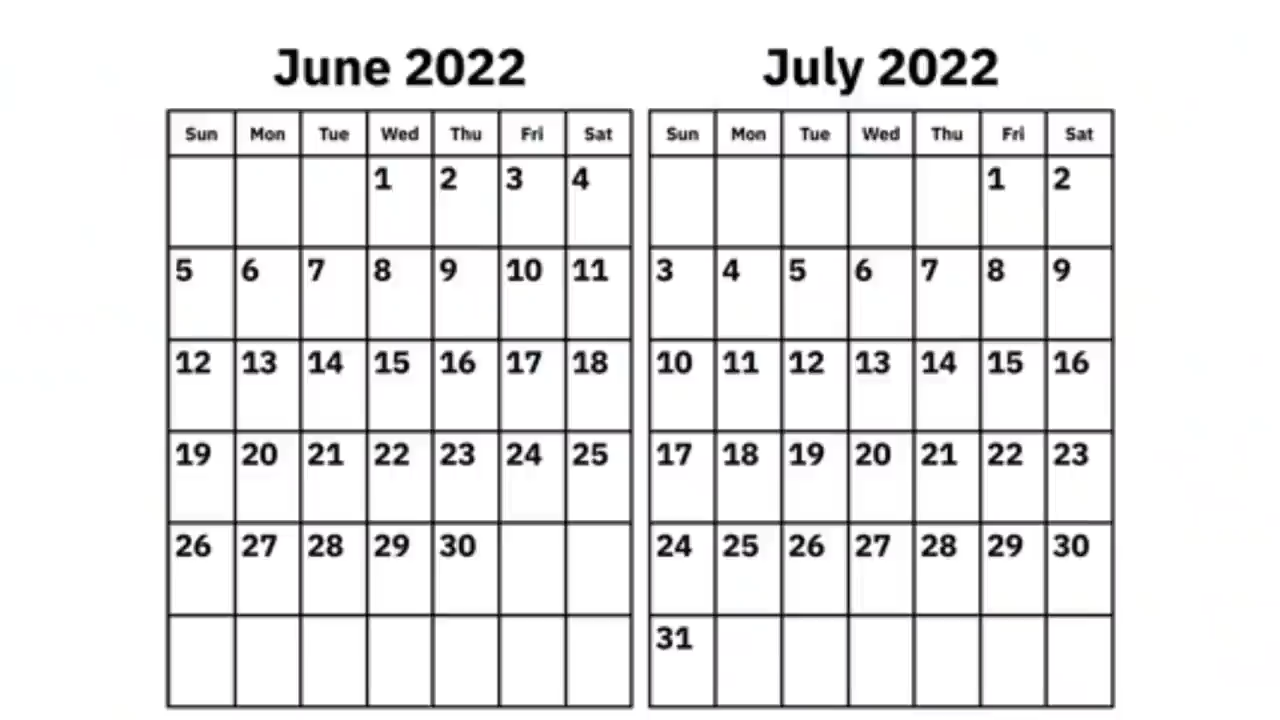 June 2022
Sun Mon Tue Wed Thu Fri Sat
1 2 3 4
5 6 7 8 9 10 11
12 13 14 15 16 17 18
19 20 21 22 23 24 25
26 27 28 29 30
July 2022
Sun Mon Tue Wed Thu Fri Sat
1 2
3 4 5 6 7 8 9
10 11 12 13 14 15 16
17 18 19 20 21 22 23
24 25 26 27 28 29 30
31